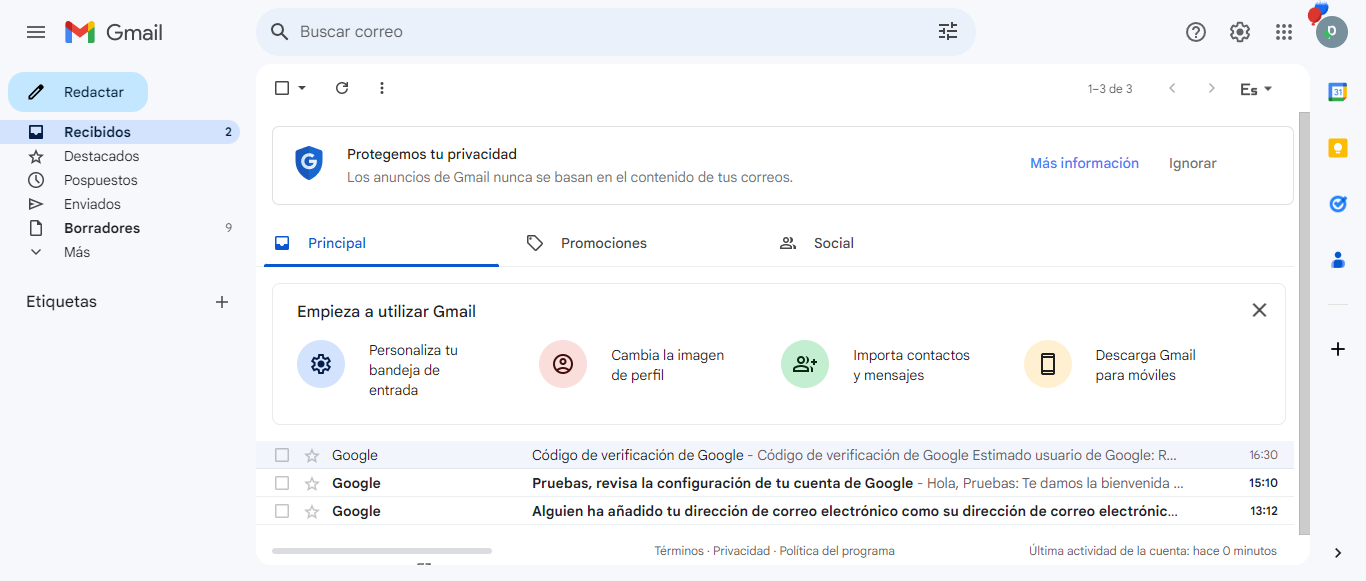 Gmail
Buscar correo
Redactar
1–3 de 3
Es
Recibidos 2
Destacados
Pospuestos
Enviados
Borradores 9
Más
Etiquetas
Protegemos tu privacidad
Los anuncios de Gmail nunca se basan en el contenido de tus correos.
Más información
Ignorar
Principal
Promociones
Social
Empieza a utilizar Gmail
Personaliza tu
bandeja de
entrada
Cambia la imagen
de perfil
Importa contactos
y mensajes
Descarga Gmail
para móviles
Google Código de verificación de Google - Código de verificación de Google Estimado usuario de Google: R... 16:30
Google Pruebas, revisa la configuración de tu cuenta de Google - Hola, Pruebas: Te damos la bienvenida ... 15:10
Google Alguien ha añadido tu dirección de correo electrónico como su dirección de correo electrónic... 13:12
Términos · Privacidad · Política del programa
Última actividad de la cuenta: hace 0 minutos
31